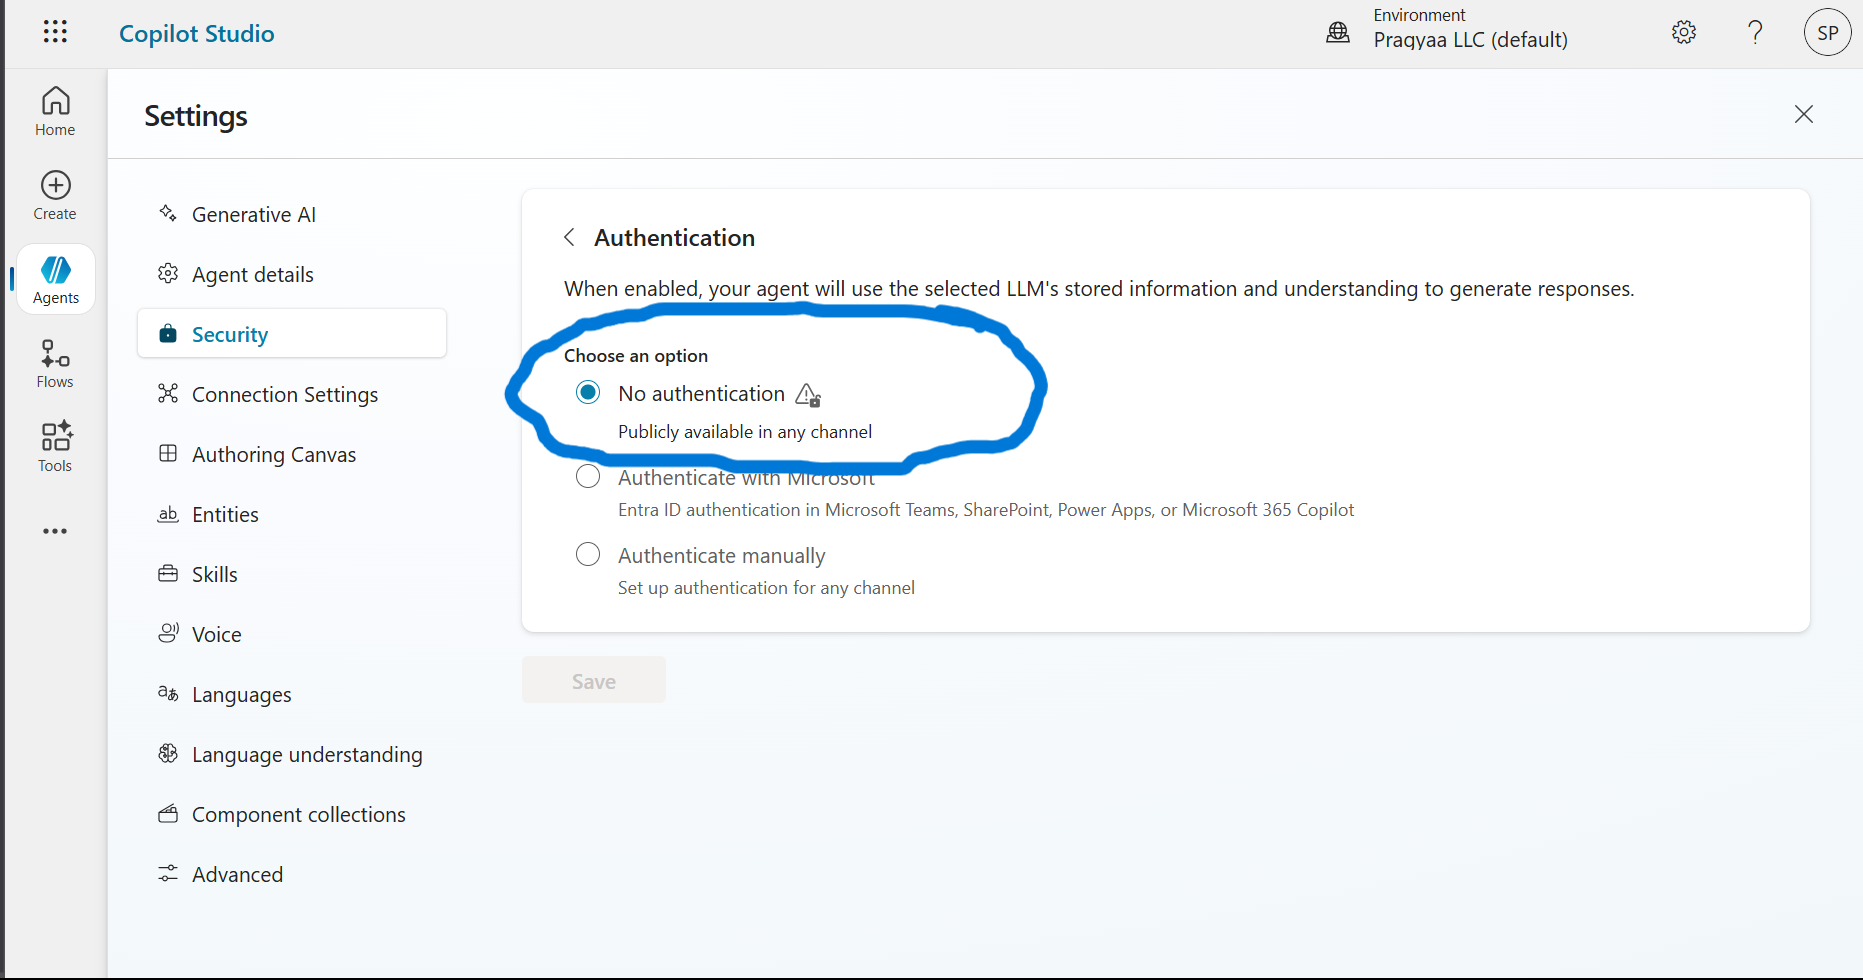 Copilot Studio
Environment
Praqyaa LLC (default)
?
SP
Home
Create
Agents
Flows
Tools
Settings
Generative AI
Agent details
Security
Connection Settings
Authoring Canvas
ab Entities
Skills
Voice
Languages
Language understanding
Component collections
Advanced
Authentication
When enabled, your agent will use the selected LLM's stored information and understanding to generate responses.
Choose an option
No authentication
Publicly available in any channel
Authenticate with Microsoft
Entra ID authentication in Microsoft Teams, SharePoint, Power Apps, or Microsoft 365 Copilot
Authenticate manually
Set up authentication for any channel
Save